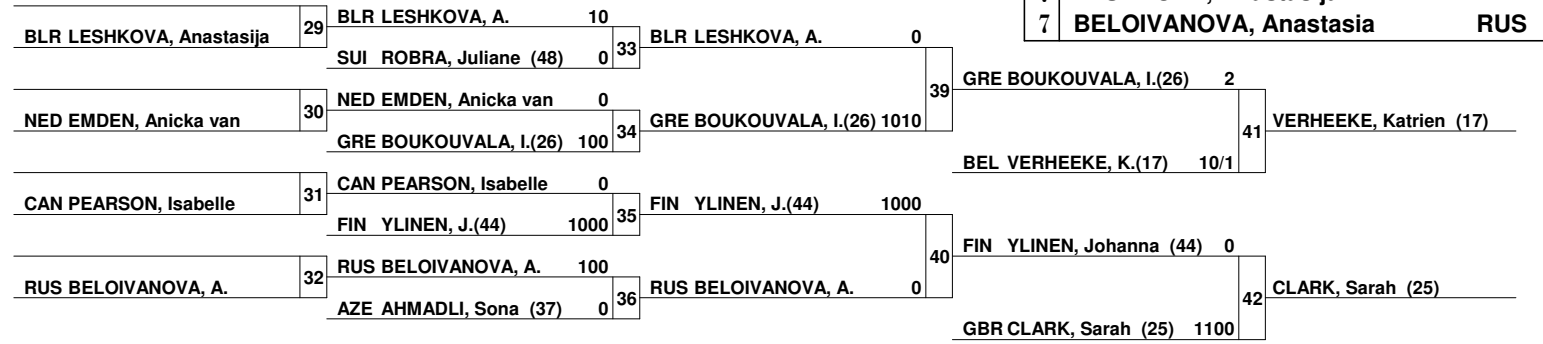 7 BELOIVANOVA, Anastasia RUS
BLR LESHKOVA, Anastasija
29
BLR LESHKOVA, A. 10
SUI ROBRA, Juliane (48) 0
33
BLR LESHKOVA, A. 0
NED EMDEN, Anicka van
30
NED EMDEN, Anicka van 0
GRE BOUKOUVALA, I.(26) 100
34
GRE BOUKOUVALA, I.(26) 1010
39
GRE BOUKOUVALA, I.(26) 2
BEL VERHEEKE, K.(17) 10/1
41
VERHEEKE, Katrien (17)
CAN PEARSON, Isabelle
31
CAN PEARSON, Isabelle 0
FIN YLINEN, J.(44) 1000
35
FIN YLINEN, J.(44) 1000
RUS BELOIVANOVA, A.
32
RUS BELOIVANOVA, A. 100
AZE AHMADLI, Sona (37) 0
36
RUS BELOIVANOVA, A. 0
40
FIN YLINEN, Johanna (44) 0
GBR CLARK, Sarah (25) 1100
42
CLARK, Sarah (25)